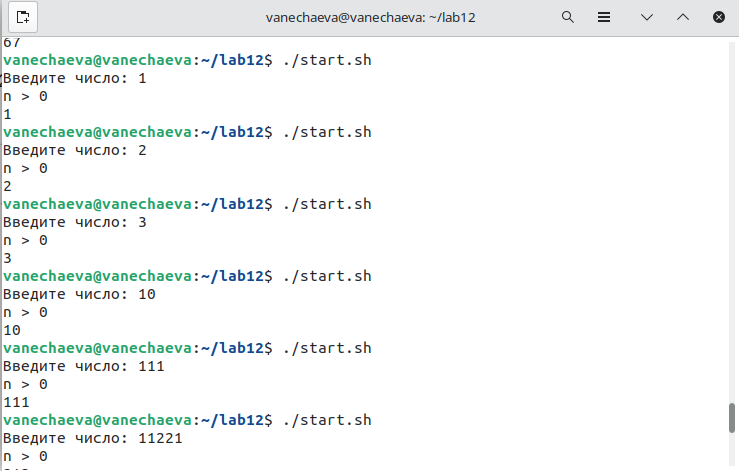 vanechaeva@vanechaeva: ~/lab12
67
vanechaeva@vanechaeva:~/lab12$ ./start.sh
Введите число: 1
n > 0
1
vanechaeva@vanechaeva:~/lab12$ ./start.sh
Введите число: 2
n > 0
2
vanechaeva@vanechaeva:~/lab12$ ./start.sh
Введите число: 3
n > 0
3
vanechaeva@vanechaeva:~/lab12$ ./start.sh
Введите число: 10
n > 0
10
vanechaeva@vanechaeva:~/lab12$ ./start.sh
Введите число: 111
n > 0
111
vanechaeva@vanechaeva:~/lab12$ ./start.sh
Введите число: 11221
n > 0